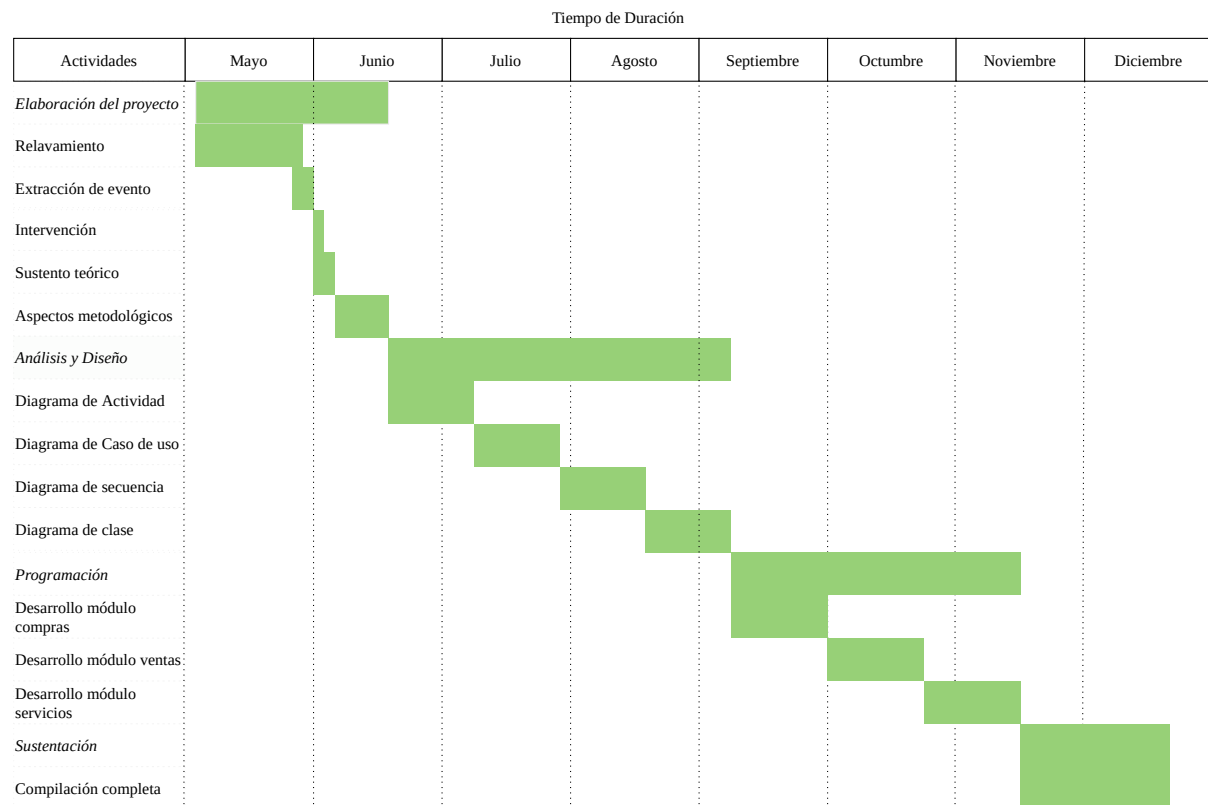 Tiempo de Duración
Actividades Mayo Junio Julio Agosto Septiembre Octumbre Noviembre Diciembre
Elaboración del proyecto
Relavamiento
Extracción de evento
Intervención
Sustento teórico
Aspectos metodológicos
Análisis y Diseño
Diagrama de Actividad
Diagrama de Caso de uso
Diagrama de secuencia
Diagrama de clase
Programación
Desarrollo módulo
compras
Desarrollo módulo ventas
Desarrollo módulo
servicios
Sustentación
Compilación completa